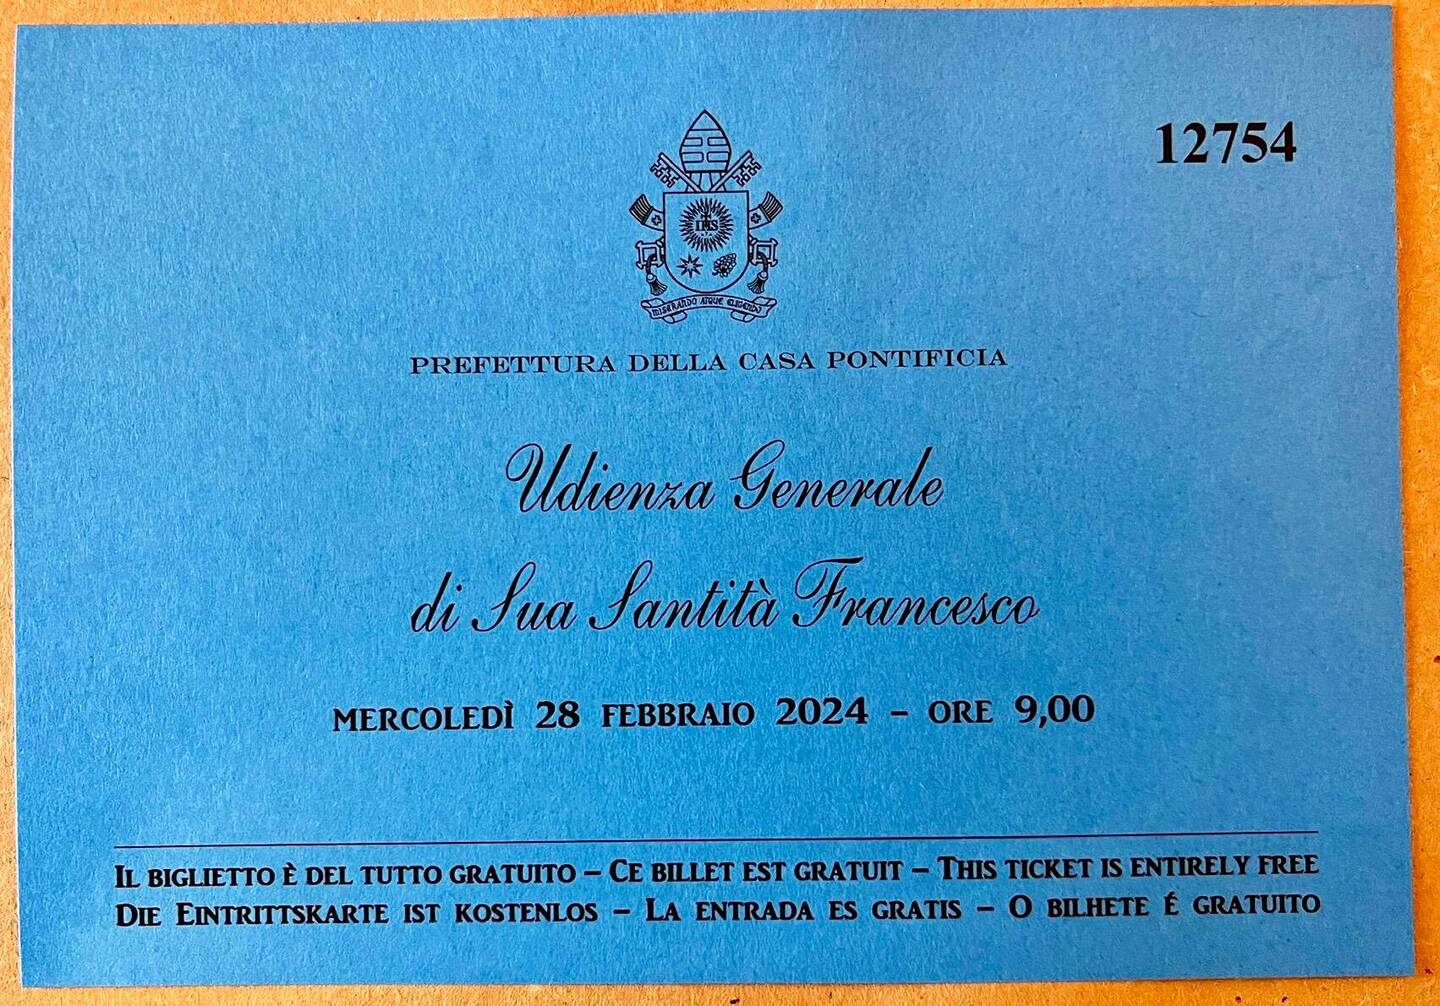 12754
IHS
MISERANDO ATQUE ELIGENDO
PREFETTURA DELLA CASA PONTIFICIA
Udienza Generale
di Sua Santità Francesco
MERCOLEDÌ 28 FEBBRAIO 2024 – ORE 9,00
IL BIGLIETTO È DEL TUTTO GRATUITO – CE BILLET EST GRATUIT – THIS TICKET IS ENTIRELY FREE
DIE EINTRITTSKARTE IST KOSTENLOS – LA ENTRADA ES GRATIS – O BILHETE É GRATUITO